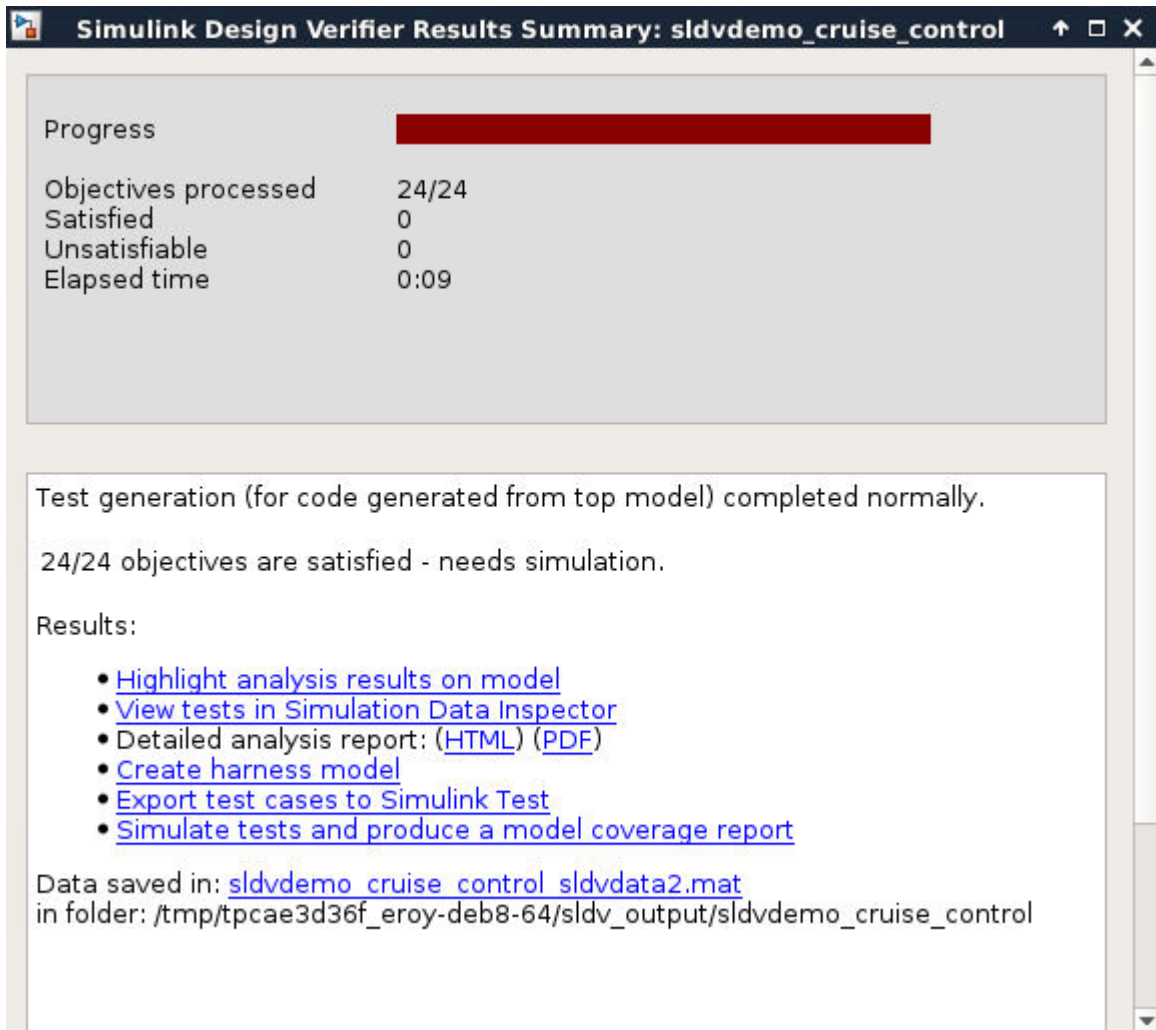 Simulink Design Verifier Results Summary: sldvdemo_cruise_control
Progress
Objectives processed 24/24
Satisfied 0
Unsatisfiable 0
Elapsed time 0:09
Test generation (for code generated from top model) completed normally.
24/24 objectives are satisfied - needs simulation.
Results:
• Highlight analysis results on model
• View tests in Simulation Data Inspector
• Detailed analysis report: (HTML) (PDF)
• Create harness model
• Export test cases to Simulink Test
• Simulate tests and produce a model coverage report
Data saved in: sldvdemo_cruise_control_sldvdata2.mat
in folder: /tmp/tpcae3d36f_eroy-deb8-64/sldv_output/sldvdemo_cruise_control